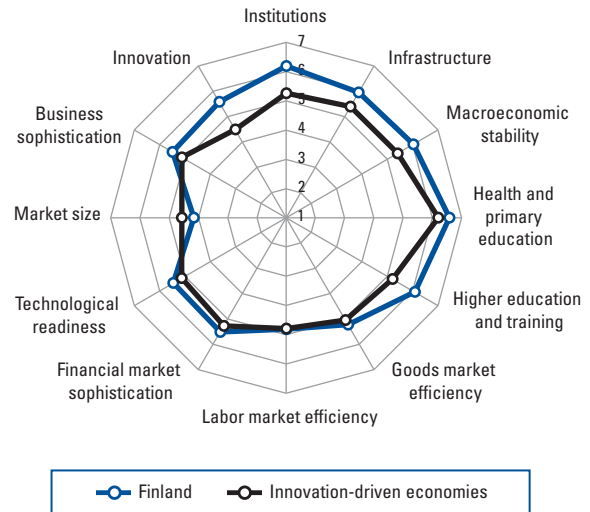 Institutions
7
6
5
4
3
2
1
Innovation
Infrastructure
Business
sophistication
Macroeconomic
stability
Market size
Health and
primary
education
Technological
readiness
Higher education
and training
Financial market
sophistication
Goods market
efficiency
Labor market efficiency
Finland
Innovation-driven economies